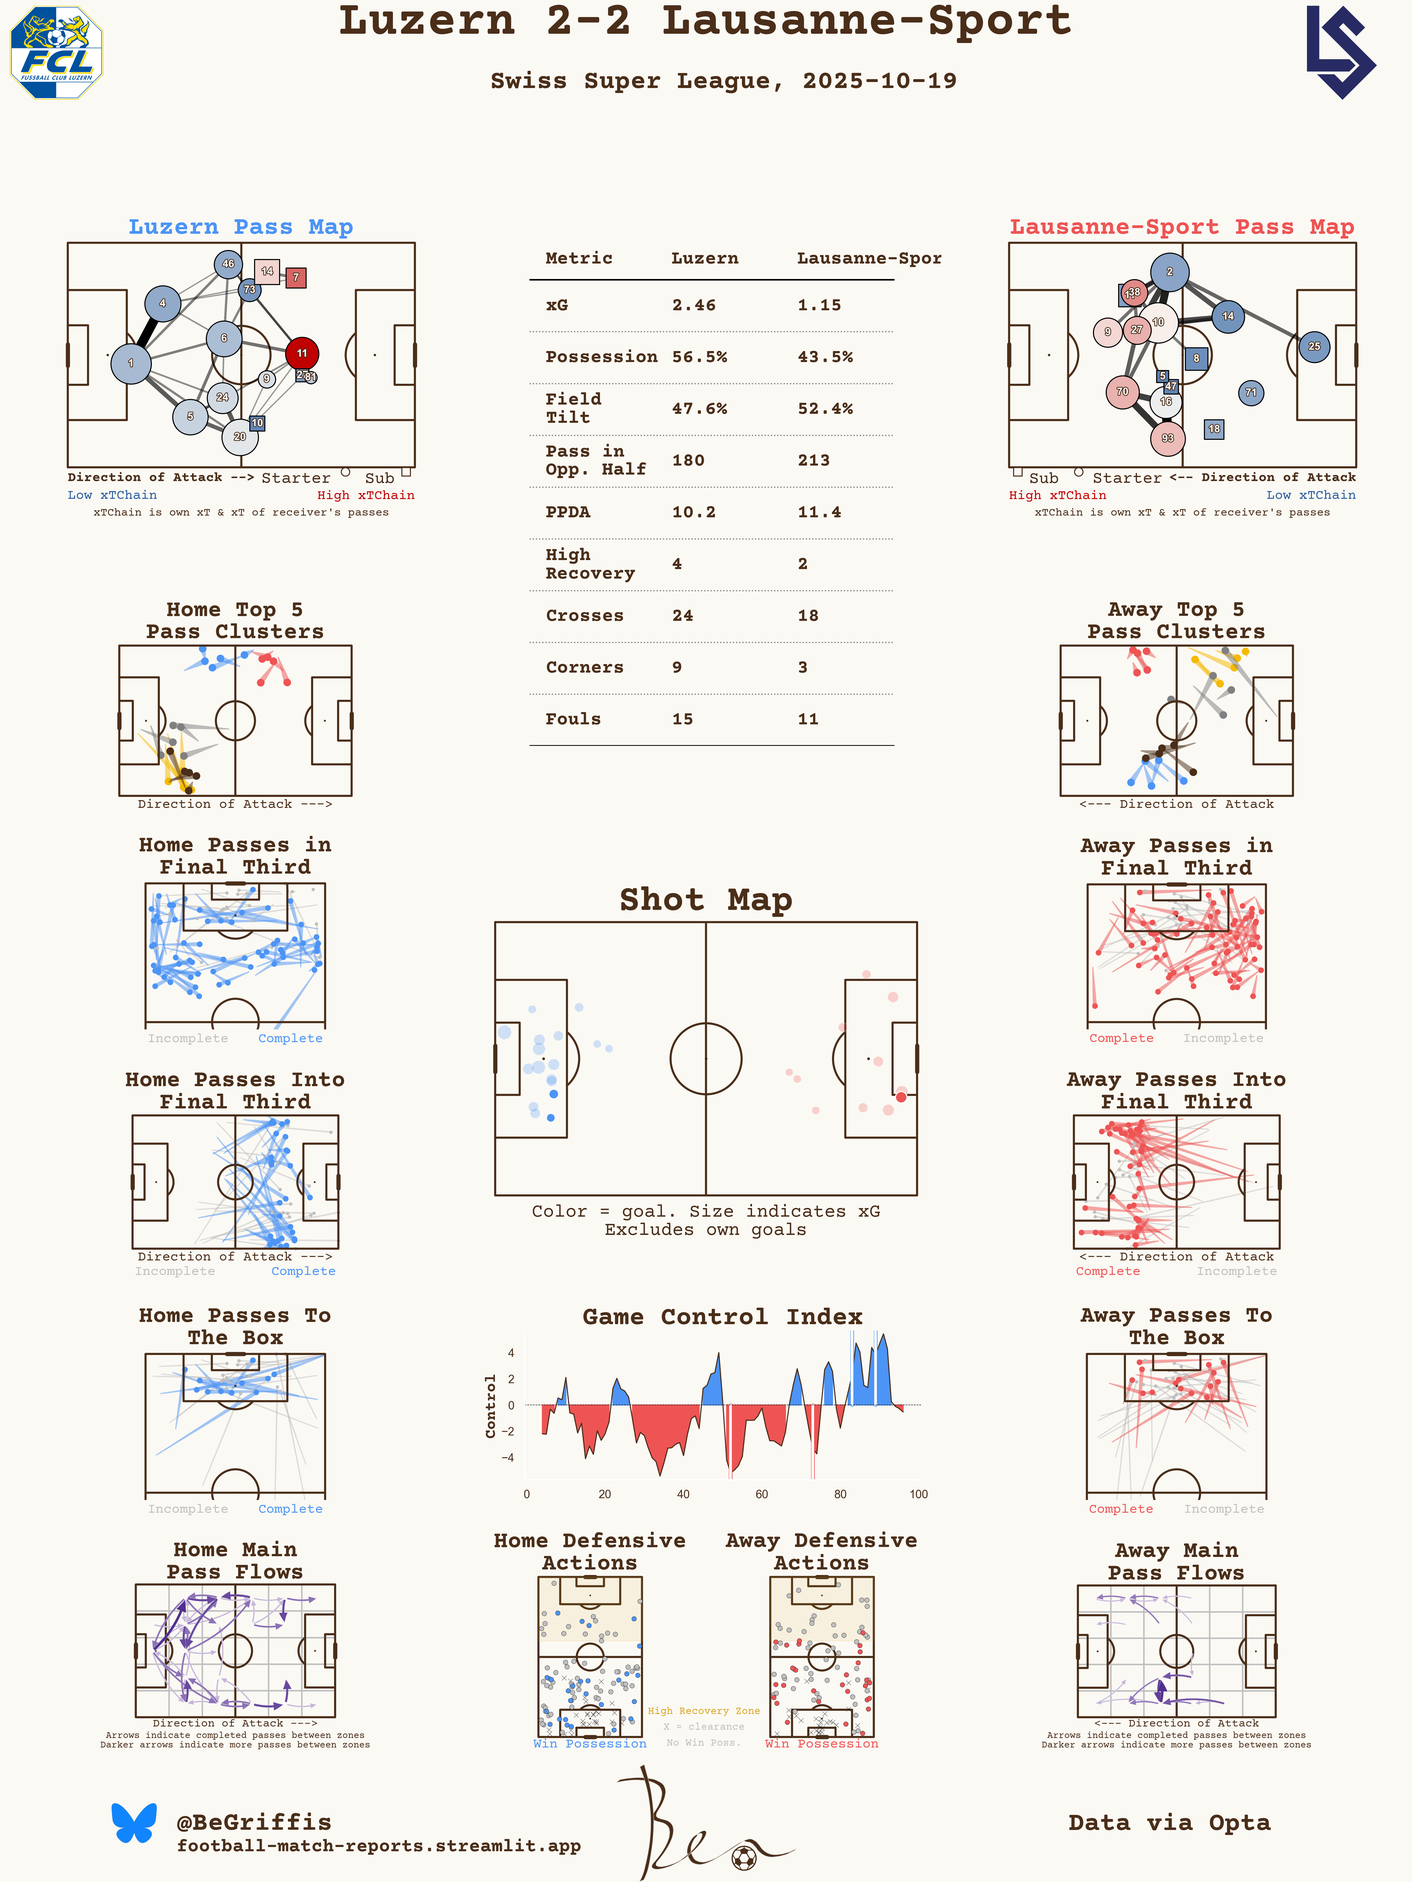 Luzern 2-2 Lausanne-Sport
Swiss Super League, 2025-10-19
FCL
FUSSBALL CLUB LUZERN
LS
Luzern Pass Map
46
14
7
73
4
6
1
11
9
2
81
24
5
10
20
Direction of Attack --> Starter Sub
Low xTChain High xTChain
xTChain is own xT & xT of receiver's passes
Metric Luzern Lausanne-Spor
xG 2.46 1.15
Possession 56.5% 43.5%
Field
Tilt 47.6% 52.4%
Pass in
Opp. Half 180 213
PPDA 10.2 11.4
High
Recovery 4 2
Crosses 24 18
Corners 9 3
Fouls 15 11
Lausanne-Sport Pass Map
2
38
9
27
10
14
25
8
5
47
70
16
71
18
93
Sub Starter <-- Direction of Attack
High xTChain Low xTChain
xTChain is own xT & xT of receiver's passes
Home Top 5
Pass Clusters
Direction of Attack --->
Away Top 5
Pass Clusters
<--- Direction of Attack
Home Passes in
Final Third
Incomplete Complete
Away Passes in
Final Third
Complete Incomplete
Shot Map
Color = goal. Size indicates xG
Excludes own goals
Home Passes Into
Final Third
Direction of Attack --->
Incomplete Complete
Away Passes Into
Final Third
<--- Direction of Attack
Complete Incomplete
Home Passes To
The Box
Incomplete Complete
Game Control Index
Control
4
2
0
−2
−4
0 20 40 60 80 100
Away Passes To
The Box
Complete Incomplete
Home Main
Pass Flows
Direction of Attack --->
Arrows indicate completed passes between zones
Darker arrows indicate more passes between zones
Home Defensive
Actions
Win Possession
High Recovery Zone
X = clearance
No Win Poss.
Away Defensive
Actions
Win Possession
Away Main
Pass Flows
<--- Direction of Attack
Arrows indicate completed passes between zones
Darker arrows indicate more passes between zones
@BeGriffis
football-match-reports.streamlit.app
Ben
Data via Opta